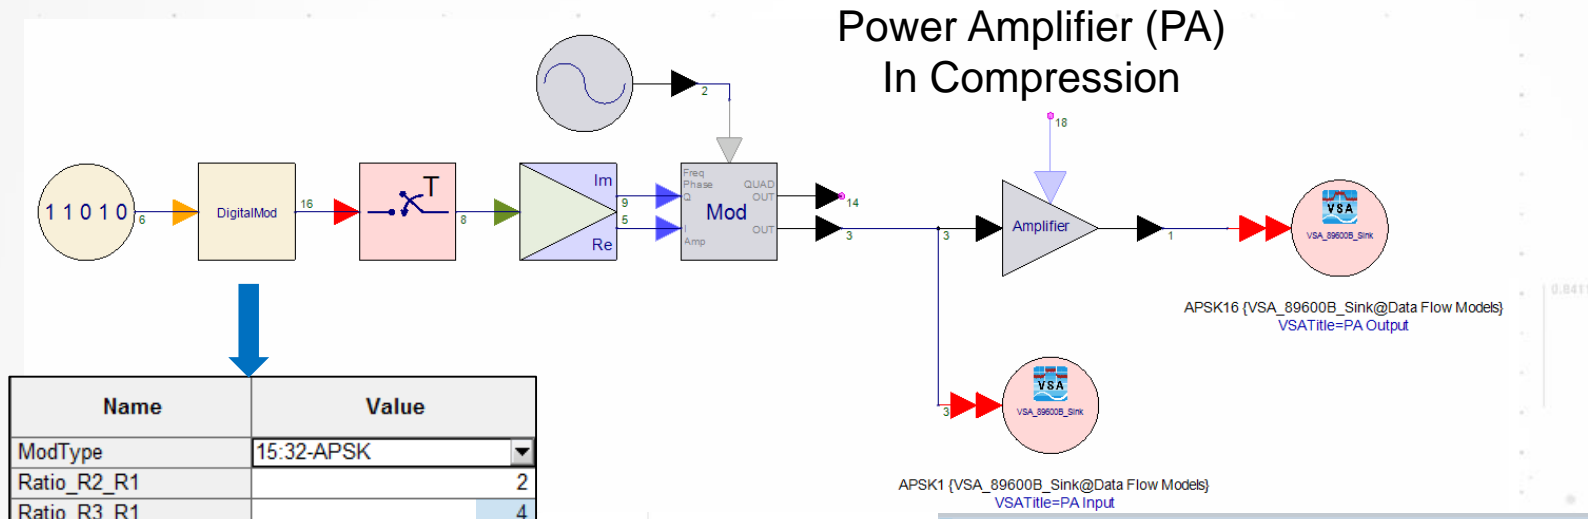 Power Amplifier (PA)
In Compression
2
18
1 1 0 1 0
6
DigitalMod
16
T
8
Im
9
5
Re
Freq
Phase
Q
I
Amp
Mod
QUAD
OUT
OUT
14
3
3
Amplifier
1
VSA
VSA_89600B_Sink
0.8411
APSK16 {VSA_89600B_Sink@Data Flow Models}
VSATitle=PA Output
3
VSA
VSA_89600B_Sink
APSK1 {VSA_89600B_Sink@Data Flow Models}
VSATitle=PA Input
Name Value
ModType 15:32-APSK
Ratio_R2_R1 2
Ratio_R3_R1 4